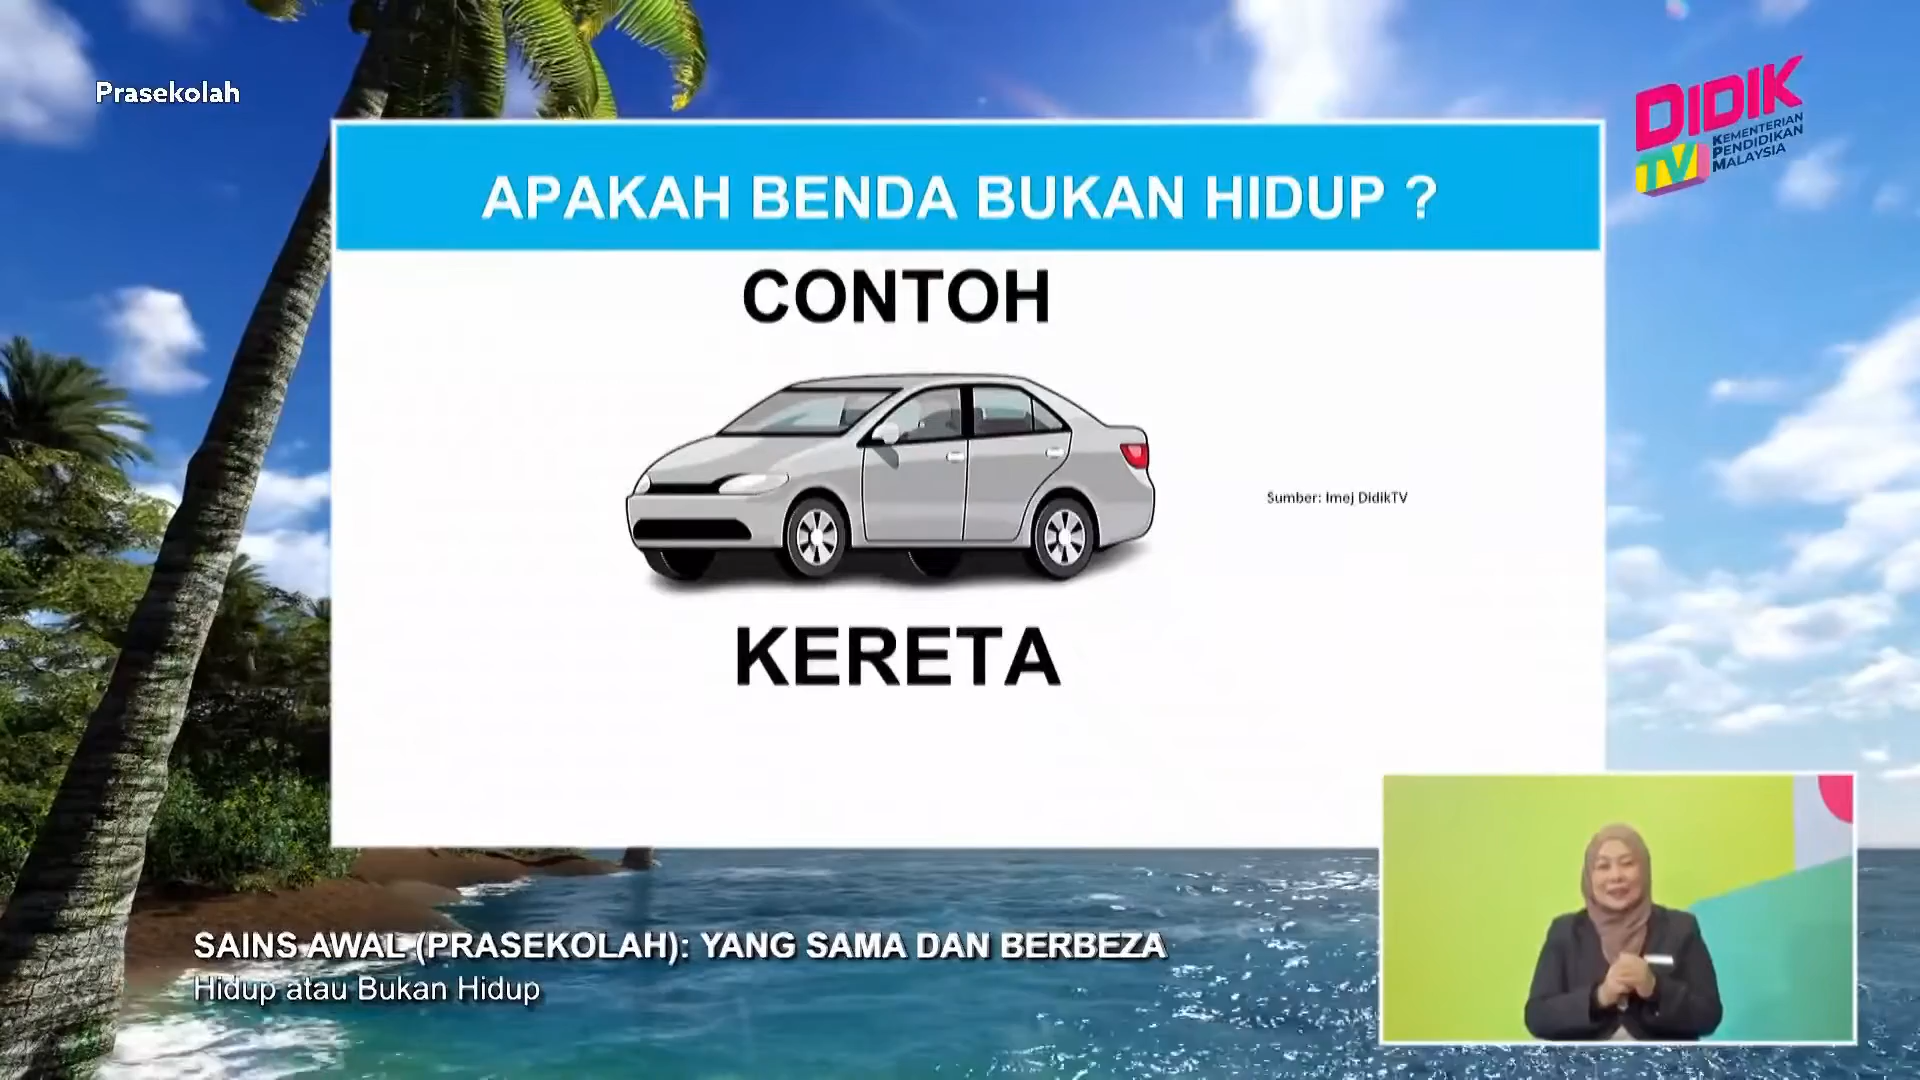 Prasekolah
DIDIK
TV
KEMENTERIAN
PENDIDIKAN
MALAYSIA
APAKAH BENDA BUKAN HIDUP ?
CONTOH
Sumber: Imej DidikTV
KERETA
SAINS AWAL (PRASEKOLAH): YANG SAMA DAN BERBEZA
Hidup atau Bukan Hidup